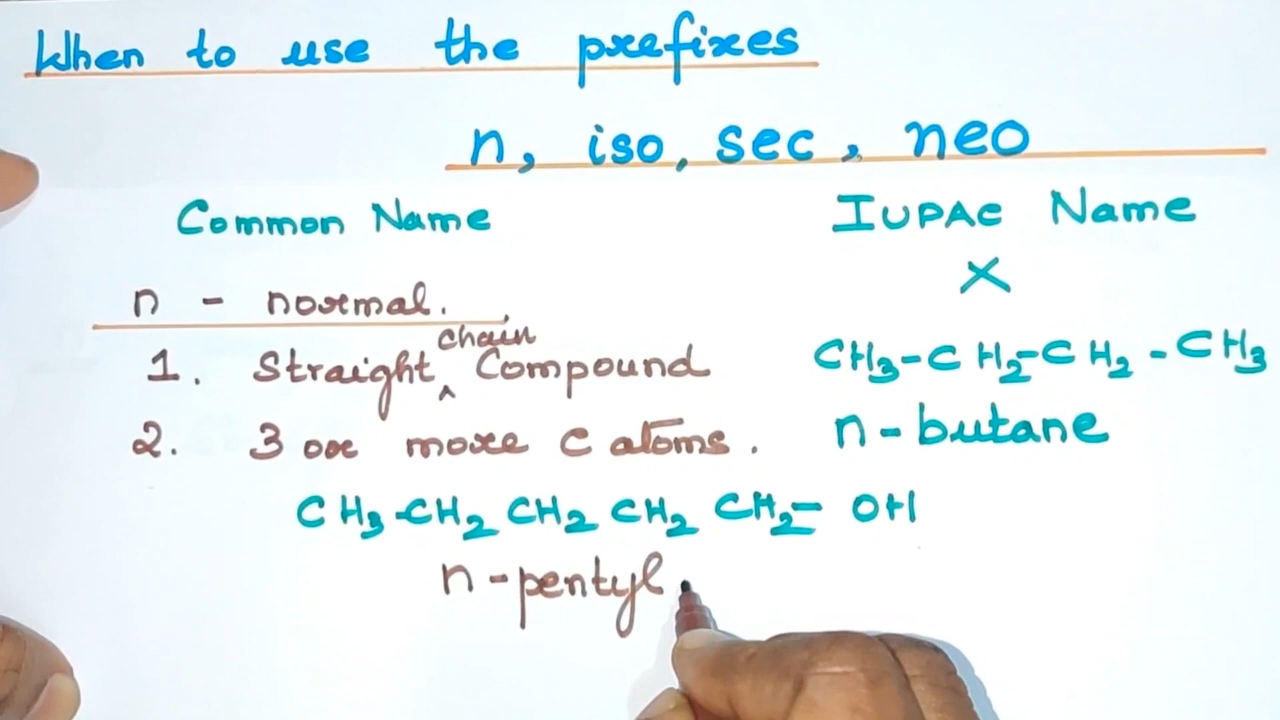 When to use the prefixes
n, iso, sec, neo
Common Name
IUPAC Name
X
n - normal.
chain
1. Straight ^ Compound
CH3-CH2-CH2-CH3
2. 3 or more C atoms.
n-butane
CH3-CH2 CH2 CH2 CH2- OH
n-pentyl